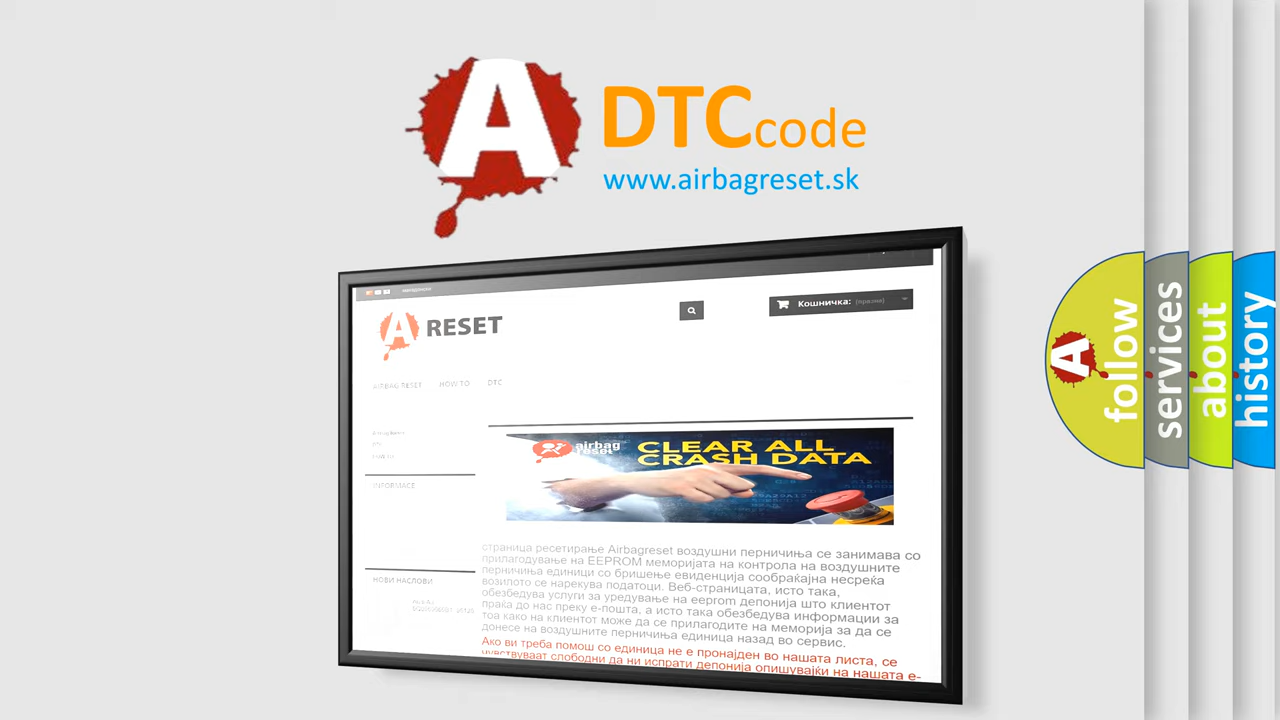 A
DTC code
www.airbagreset.sk
A RESET
Кошничка: (празни)
AIRBAG RESET HOW TO DTC
INFORMACE
НОВИ НАСЛОВИ
airbag
reset
CLEAR ALL
CRASH DATA
страница ресетирање Airbagreset воздушни перничиња се занимава со
прилагодување на EEPROM меморијата на контрола на воздушните
перничиња единици со бришење евиденција сообраќајна несреќа
возилото се нарекува податоци. Веб-страницата, исто така,
обезбедува услуги за уредување на eeprom депонија што клиентот
праќа до нас преку е-пошта, а исто така обезбедува информации за
тоа како на клиентот може да се прилагодите на меморија за да се
донесе на воздушните перничиња единица назад во сервис.
Ако ви треба помош со единица не е пронајден во нашата листа, се
чувствуваат слободни да ни испрати депонија опишувајќи на нашата е-
A
follow
services
about
history